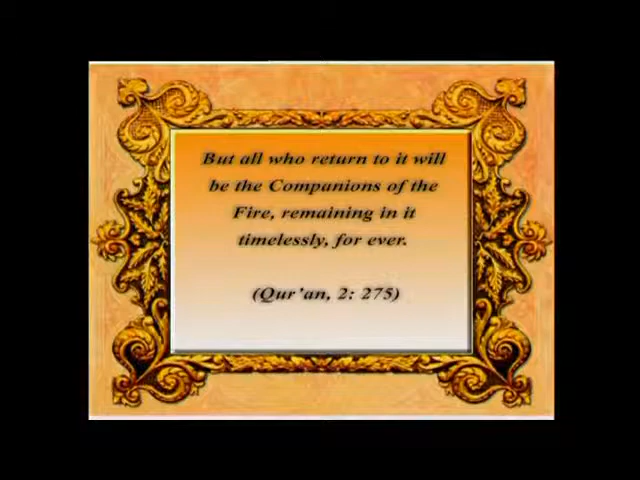 But all who return to it will
be the Companions of the
Fire, remaining in it
timelessly, for ever.
(Qur'an, 2: 275)